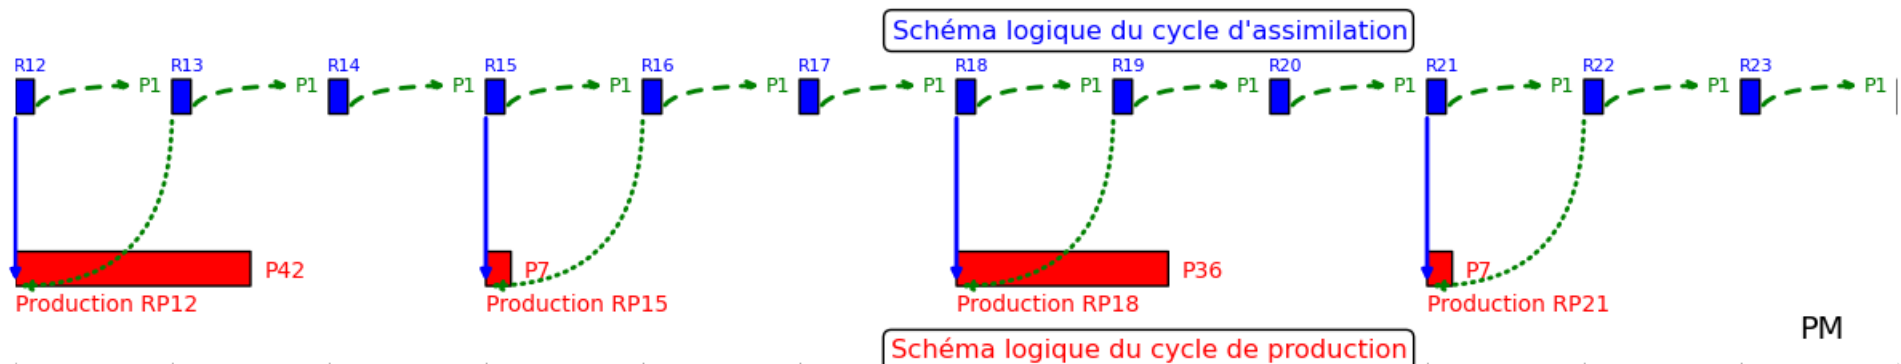 Schéma logique du cycle d'assimilation
R12 R13 R14 R15 R16 R17 R18 R19 R20 R21 R22 R23
P1 P1 P1 P1 P1 P1 P1 P1 P1 P1 P1 P1
P42 P7 P36 P7
Production RP12 Production RP15 Production RP18 Production RP21
PM
Schéma logique du cycle de production